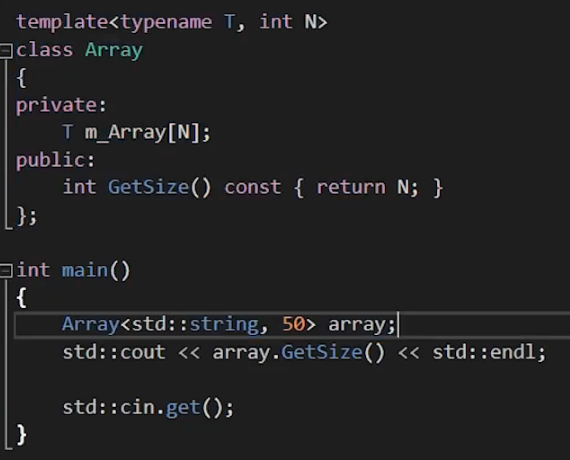 template<typename T, int N>
class Array
{
private:
    T m_Array[N];
public:
    int GetSize() const { return N; }
};

int main()
{
    Array<std::string, 50> array;
    std::cout << array.GetSize() << std::endl;

    std::cin.get();
}